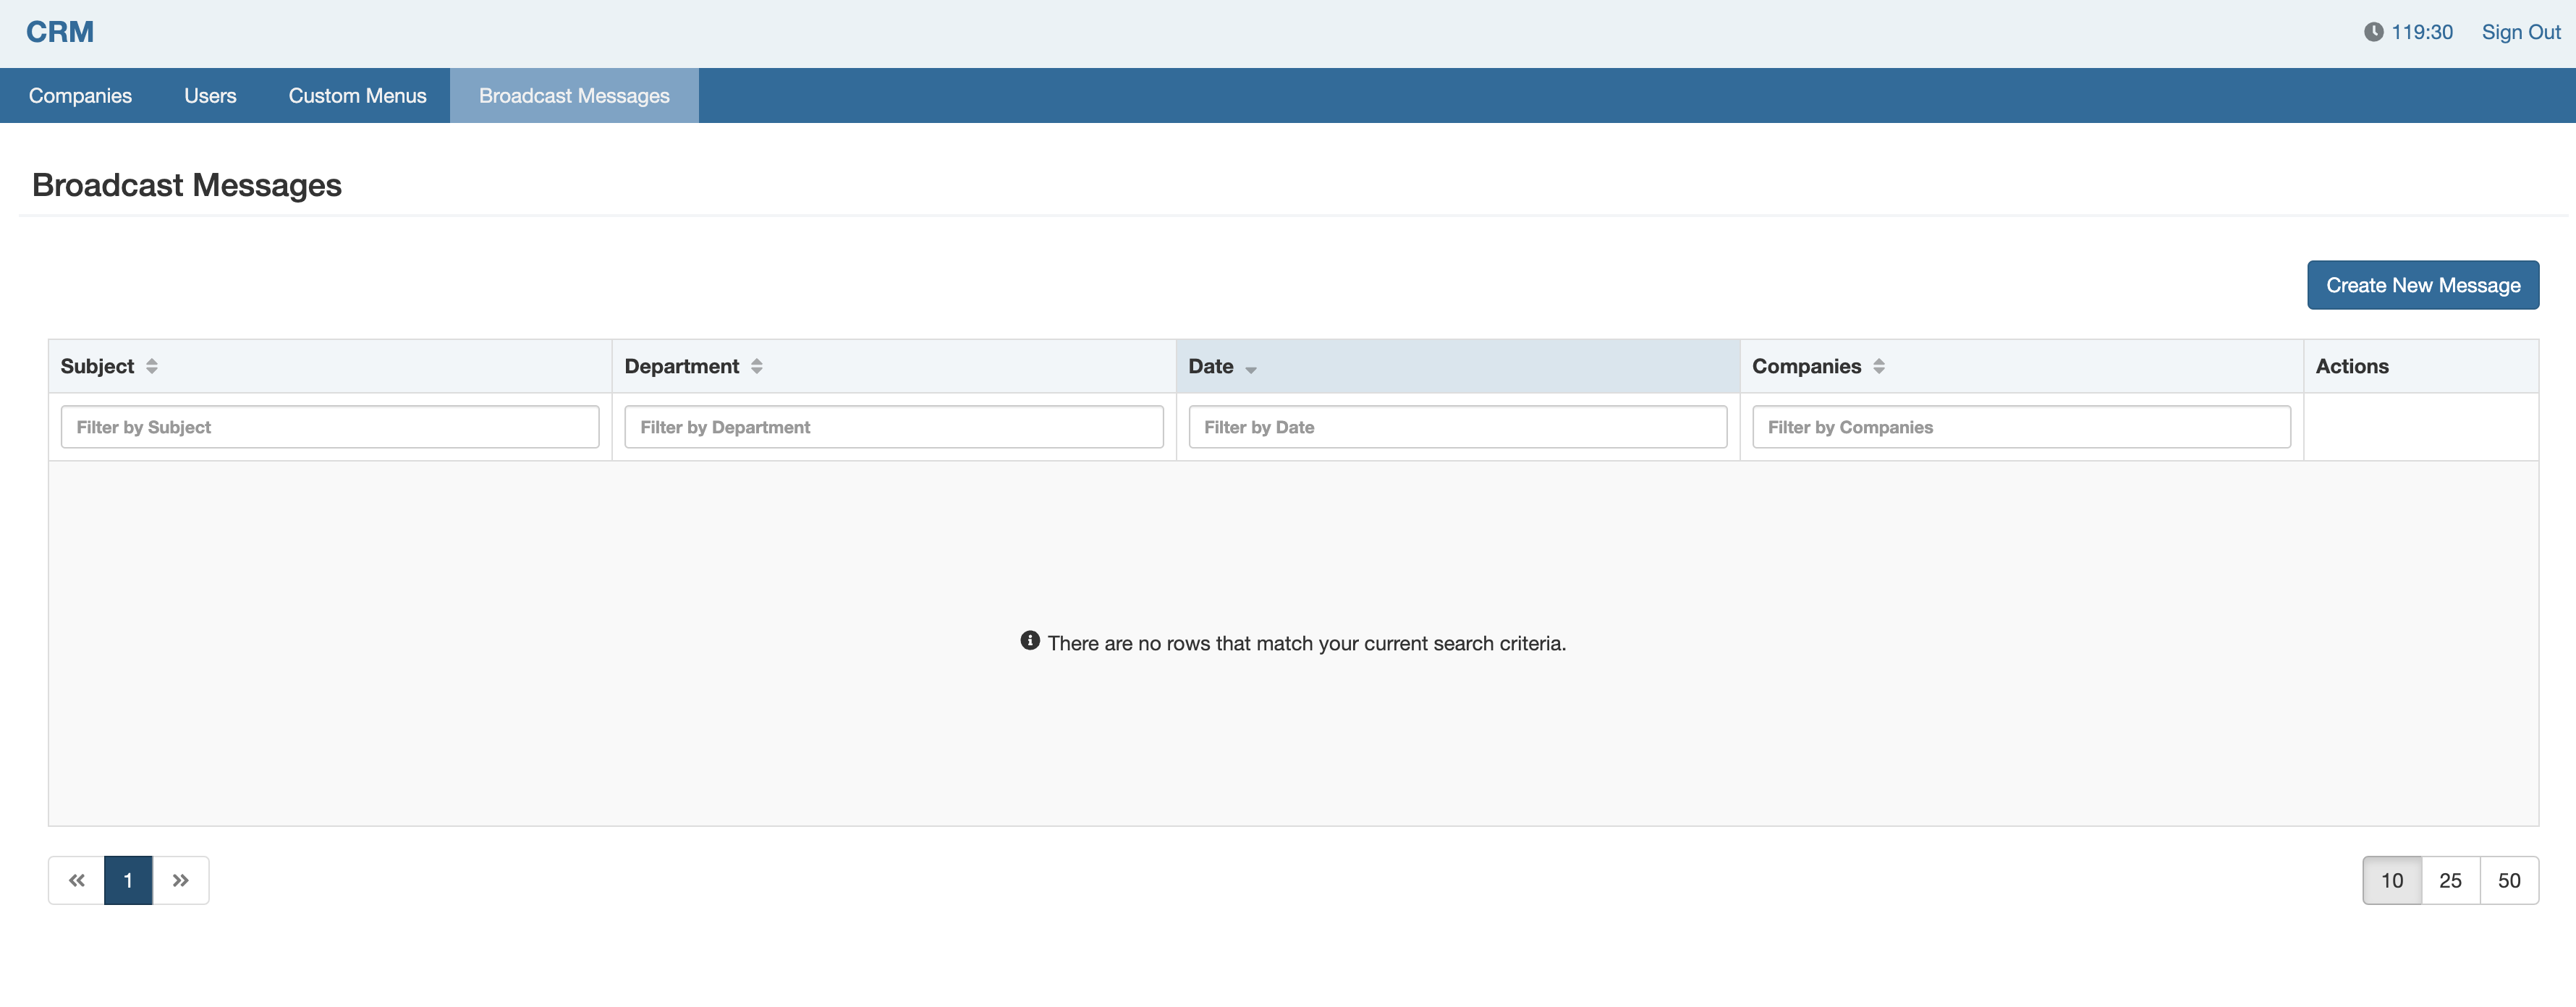 CRM
119:30 Sign Out
Companies Users Custom Menus Broadcast Messages
Broadcast Messages
Create New Message
Subject Department Date Companies Actions
Filter by Subject Filter by Department Filter by Date Filter by Companies
There are no rows that match your current search criteria.
« 1 » 10 25 50